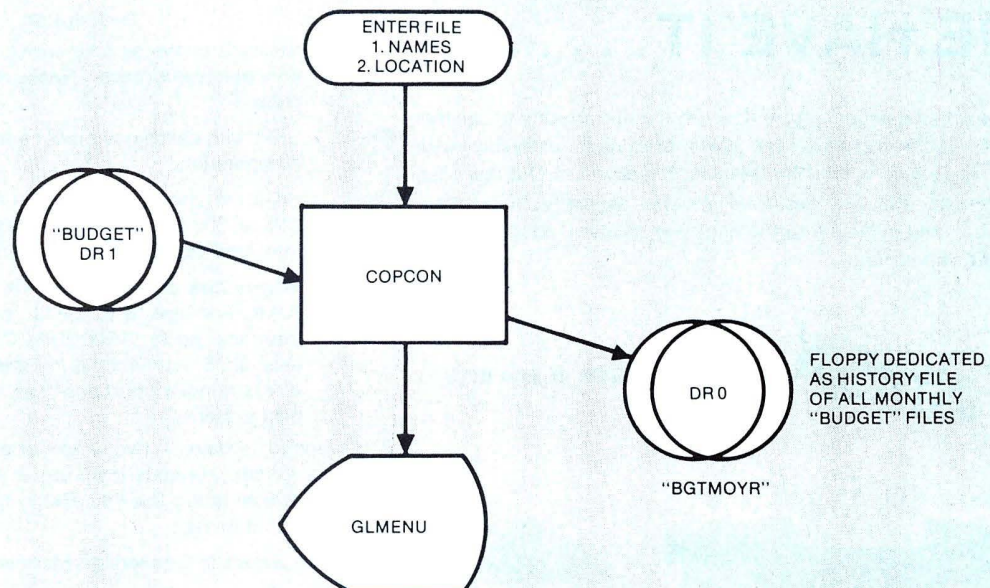 ENTER FILE
1. NAMES
2. LOCATION
"BUDGET"
DR 1
COPCON
DR 0
FLOPPY DEDICATED
AS HISTORY FILE
OF ALL MONTHLY
"BUDGET" FILES
"BGTMOYR"
GLMENU